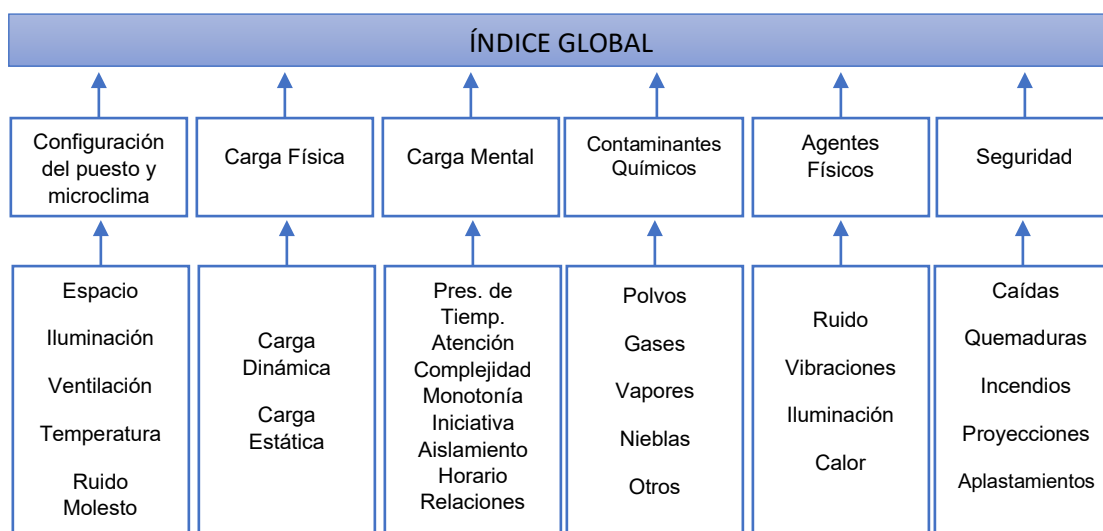 ÍNDICE GLOBAL
Configuración
del puesto y
microclima
Carga Física
Carga Mental
Contaminantes
Químicos
Agentes
Físicos
Seguridad
Espacio
Iluminación
Ventilación
Temperatura
Ruido
Molesto
Carga
Dinámica
Carga
Estática
Pres. de
Tiemp.
Atención
Complejidad
Monotonía
Iniciativa
Aislamiento
Horario
Relaciones
Polvos
Gases
Vapores
Nieblas
Otros
Ruido
Vibraciones
Iluminación
Calor
Caídas
Quemaduras
Incendios
Proyecciones
Aplastamientos